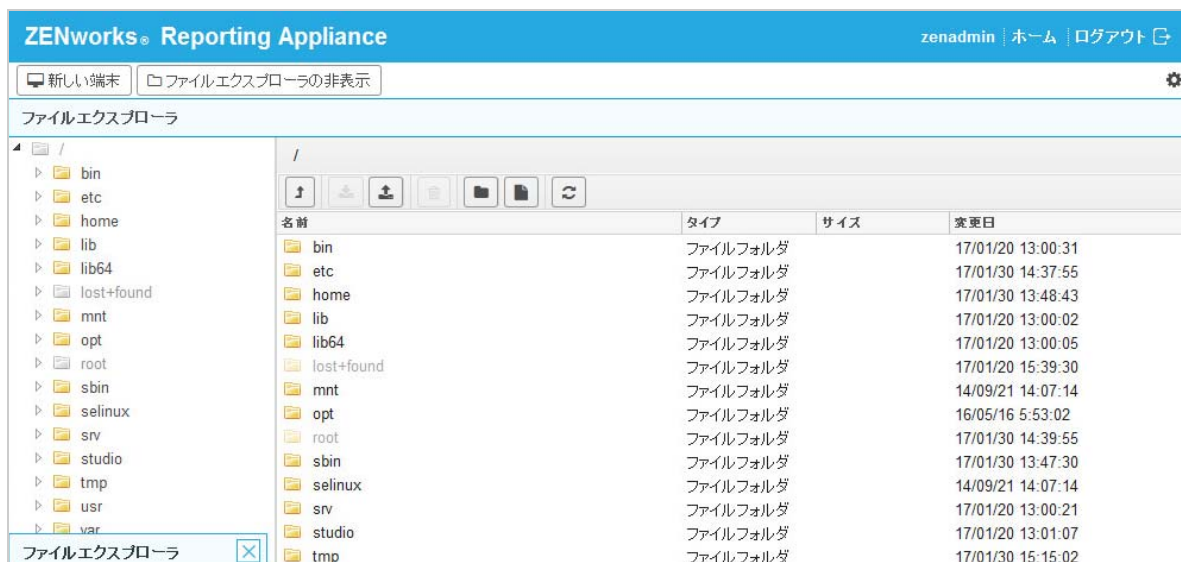 ZENworks® Reporting Appliance
zenadmin ホーム ログアウト
新しい端末 ファイルエクスプローラの非表示
ファイルエクスプローラ
/
bin
etc
home
lib
lib64
lost+found
mnt
opt
root
sbin
selinux
srv
studio
tmp
usr
var
ファイルエクスプローラ
/
名前 タイプ サイズ 変更日
bin ファイルフォルダ 17/01/20 13:00:31
etc ファイルフォルダ 17/01/30 14:37:55
home ファイルフォルダ 17/01/30 13:48:43
lib ファイルフォルダ 17/01/20 13:00:02
lib64 ファイルフォルダ 17/01/20 13:00:05
lost+found ファイルフォルダ 17/01/20 15:39:30
mnt ファイルフォルダ 14/09/21 14:07:14
opt ファイルフォルダ 16/05/16 5:53:02
root ファイルフォルダ 17/01/30 14:39:55
sbin ファイルフォルダ 17/01/30 13:47:30
selinux ファイルフォルダ 14/09/21 14:07:14
srv ファイルフォルダ 17/01/20 13:00:21
studio ファイルフォルダ 17/01/20 13:01:07
tmp ファイルフォルダ 17/01/30 15:15:02